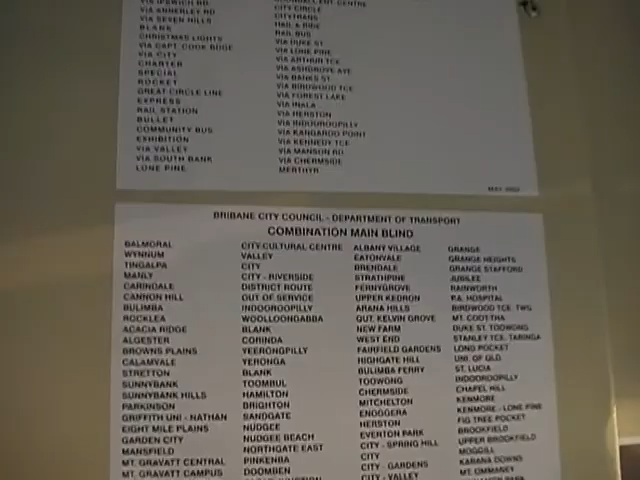 VIA IPSWICH RD.
VIA ANNERLEY RD
VIA SEVEN HILLS
BLANK
CHRISTMAS LIGHTS
VIA CAPT. COOK BDGE
VIA CITY
CHARTER
SPECIAL
ROCKET
GREAT CIRCLE LINE
EXPRESS
RAIL STATION
BULLET
COMMUNITY BUS
EXHIBITION
VIA VALLEY
VIA SOUTH BANK
LONE PINE
CITY CIRCLE
CITYTRANS
HAIL & RIDE
RAIL BUS
VIA DUKE ST
VIA LONE PINE
VIA ARTHUR TCE
VIA ASHGROVE AVE
VIA BANKS ST
VIA BIRDWOOD TCE
VIA FOREST LAKE
VIA INALA
VIA HERSTON
VIA INDOOROOPILLY
VIA KANGAROO POINT
VIA KENNEDY TCE
VIA MANSON RD
VIA CHERMSIDE
MERTHYR
BRISBANE CITY COUNCIL - DEPARTMENT OF TRANSPORT
COMBINATION MAIN BLIND
BALMORAL
WYNNUM
TINGALPA
MANLY
CARINDALE
CANNON HILL
BULIMBA
ROCKLEA
ACACIA RIDGE
ALGESTER
BROWNS PLAINS
CALAMVALE
STRETTON
SUNNYBANK
SUNNYBANK HILLS
PARKINSON
GRIFFITH UNI - NATHAN
EIGHT MILE PLAINS
GARDEN CITY
MANSFIELD
MT. GRAVATT CENTRAL
MT. GRAVATT CAMPUS
CITY CULTURAL CENTRE
VALLEY
CITY
CITY - RIVERSIDE
DISTRICT ROUTE
OUT OF SERVICE
INDOOROOPILLY
WOOLLOONGABBA
BLANK
CORINDA
YEERONGPILLY
YERONGA
BLANK
TOOMBUL
HAMILTON
BRIGHTON
SANDGATE
NUDGEE
NUDGEE BEACH
NORTHGATE EAST
PINKENBA
DOOMBEN
ALBANY VILLAGE
EATONVALE
BRENDALE
STRATHPINE
FERNYGROVE
UPPER KEDRON
ARANA HILLS
OUT. KELVIN GROVE
NEW FARM
WEST END
FAIRFIELD GARDENS
HIGHGATE HILL
BULIMBA FERRY
TOOWONG
CHERMSIDE
MITCHELTON
ENOGGERA
HERSTON
EVERTON PARK
CITY - SPRING HILL
CITY
CITY - GARDENS
CITY - VALLEY
GRANGE
GRANGE HEIGHTS
GRANGE STAFFORD
JUBILEE
RAINWORTH
P.A. HOSPITAL
BIRDWOOD TCE. TWG
MT. COOT-THA
DUKE ST. TOOWONG
STANLEY TCE. TARINGA
LONG POCKET
UNI. OF QLD
ST. LUCIA
INDOOROOPILLY
CHAPEL HILL
KENMORE
KENMORE - LONE PINE
FIG TREE POCKET
BROOKFIELD
UPPER BROOKFIELD
MOGGILL
KARANA DOWNS
MT. OMMANEY